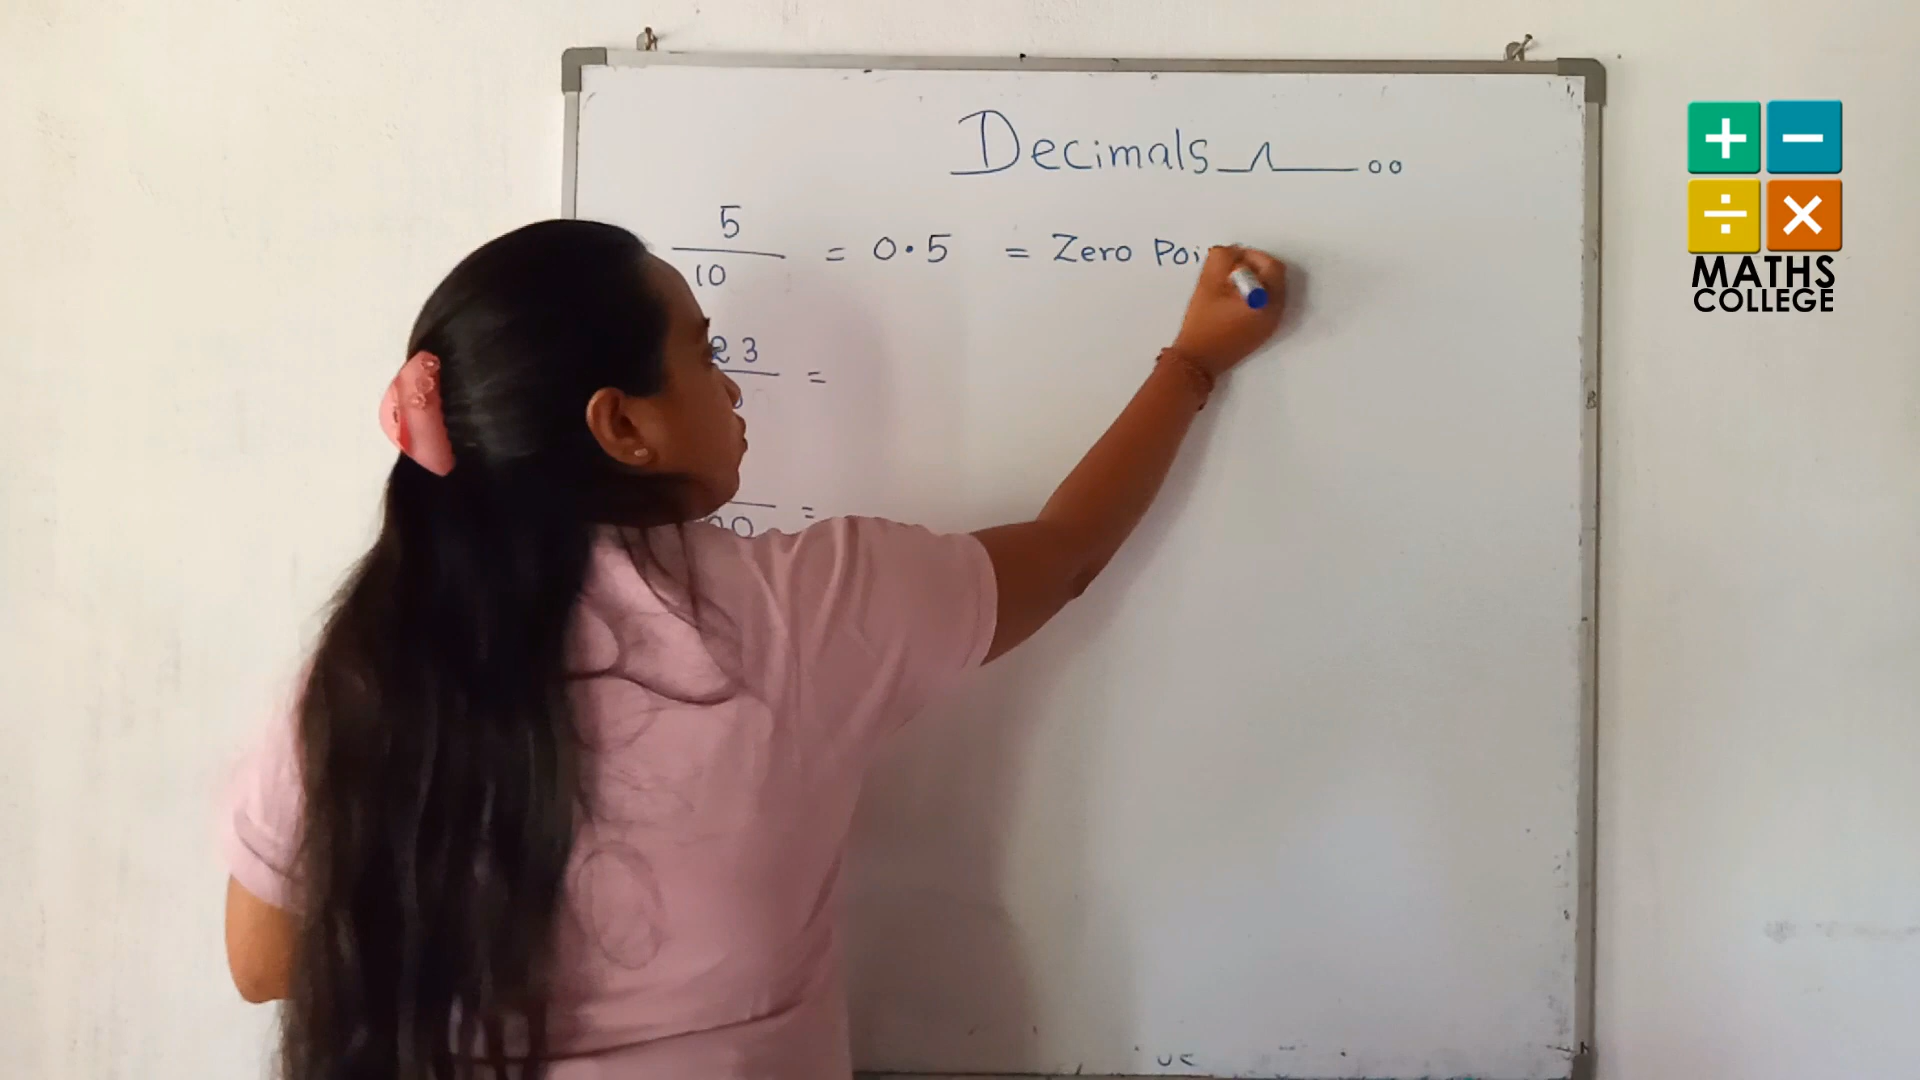 Decimals
5
10 = 0.5 = Zero Poi
23 =
=
MATHS
COLLEGE